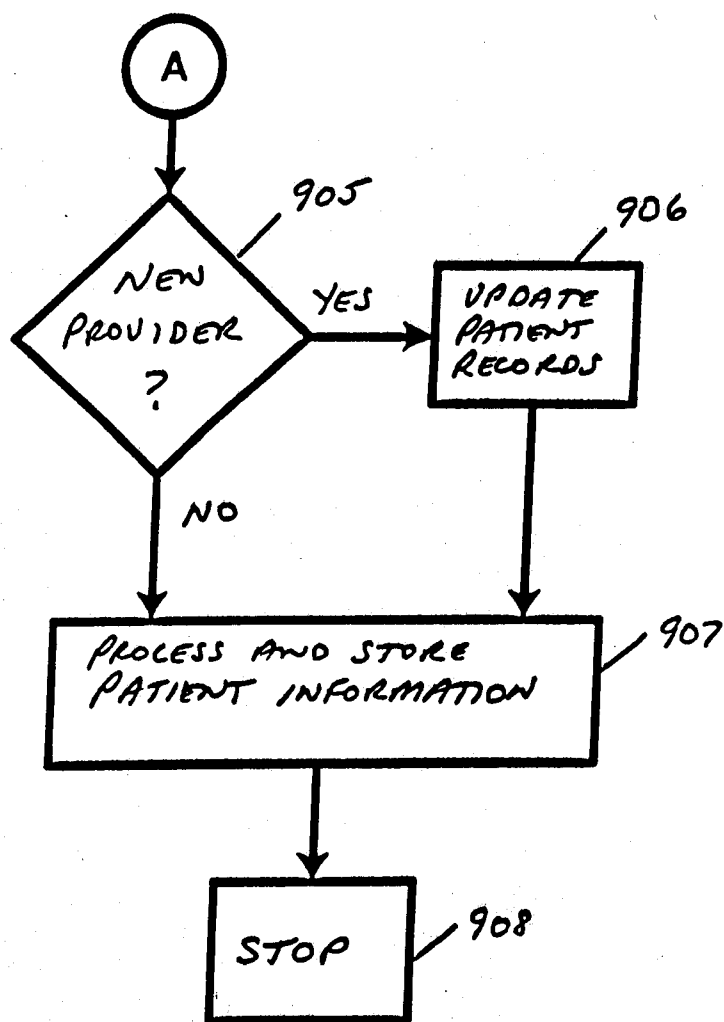 A
905
NEW
PROVIDER
?
YES
906
UPDATE
PATIENT
RECORDS
NO
907
PROCESS AND STORE
PATIENT INFORMATION
STOP
908